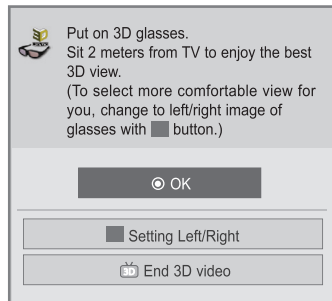 Put on 3D glasses.
Sit 2 meters from TV to enjoy the best
3D view.
(To select more comfortable view for
you, change to left/right image of
glasses with button.)
OK
Setting Left/Right
3D End 3D video